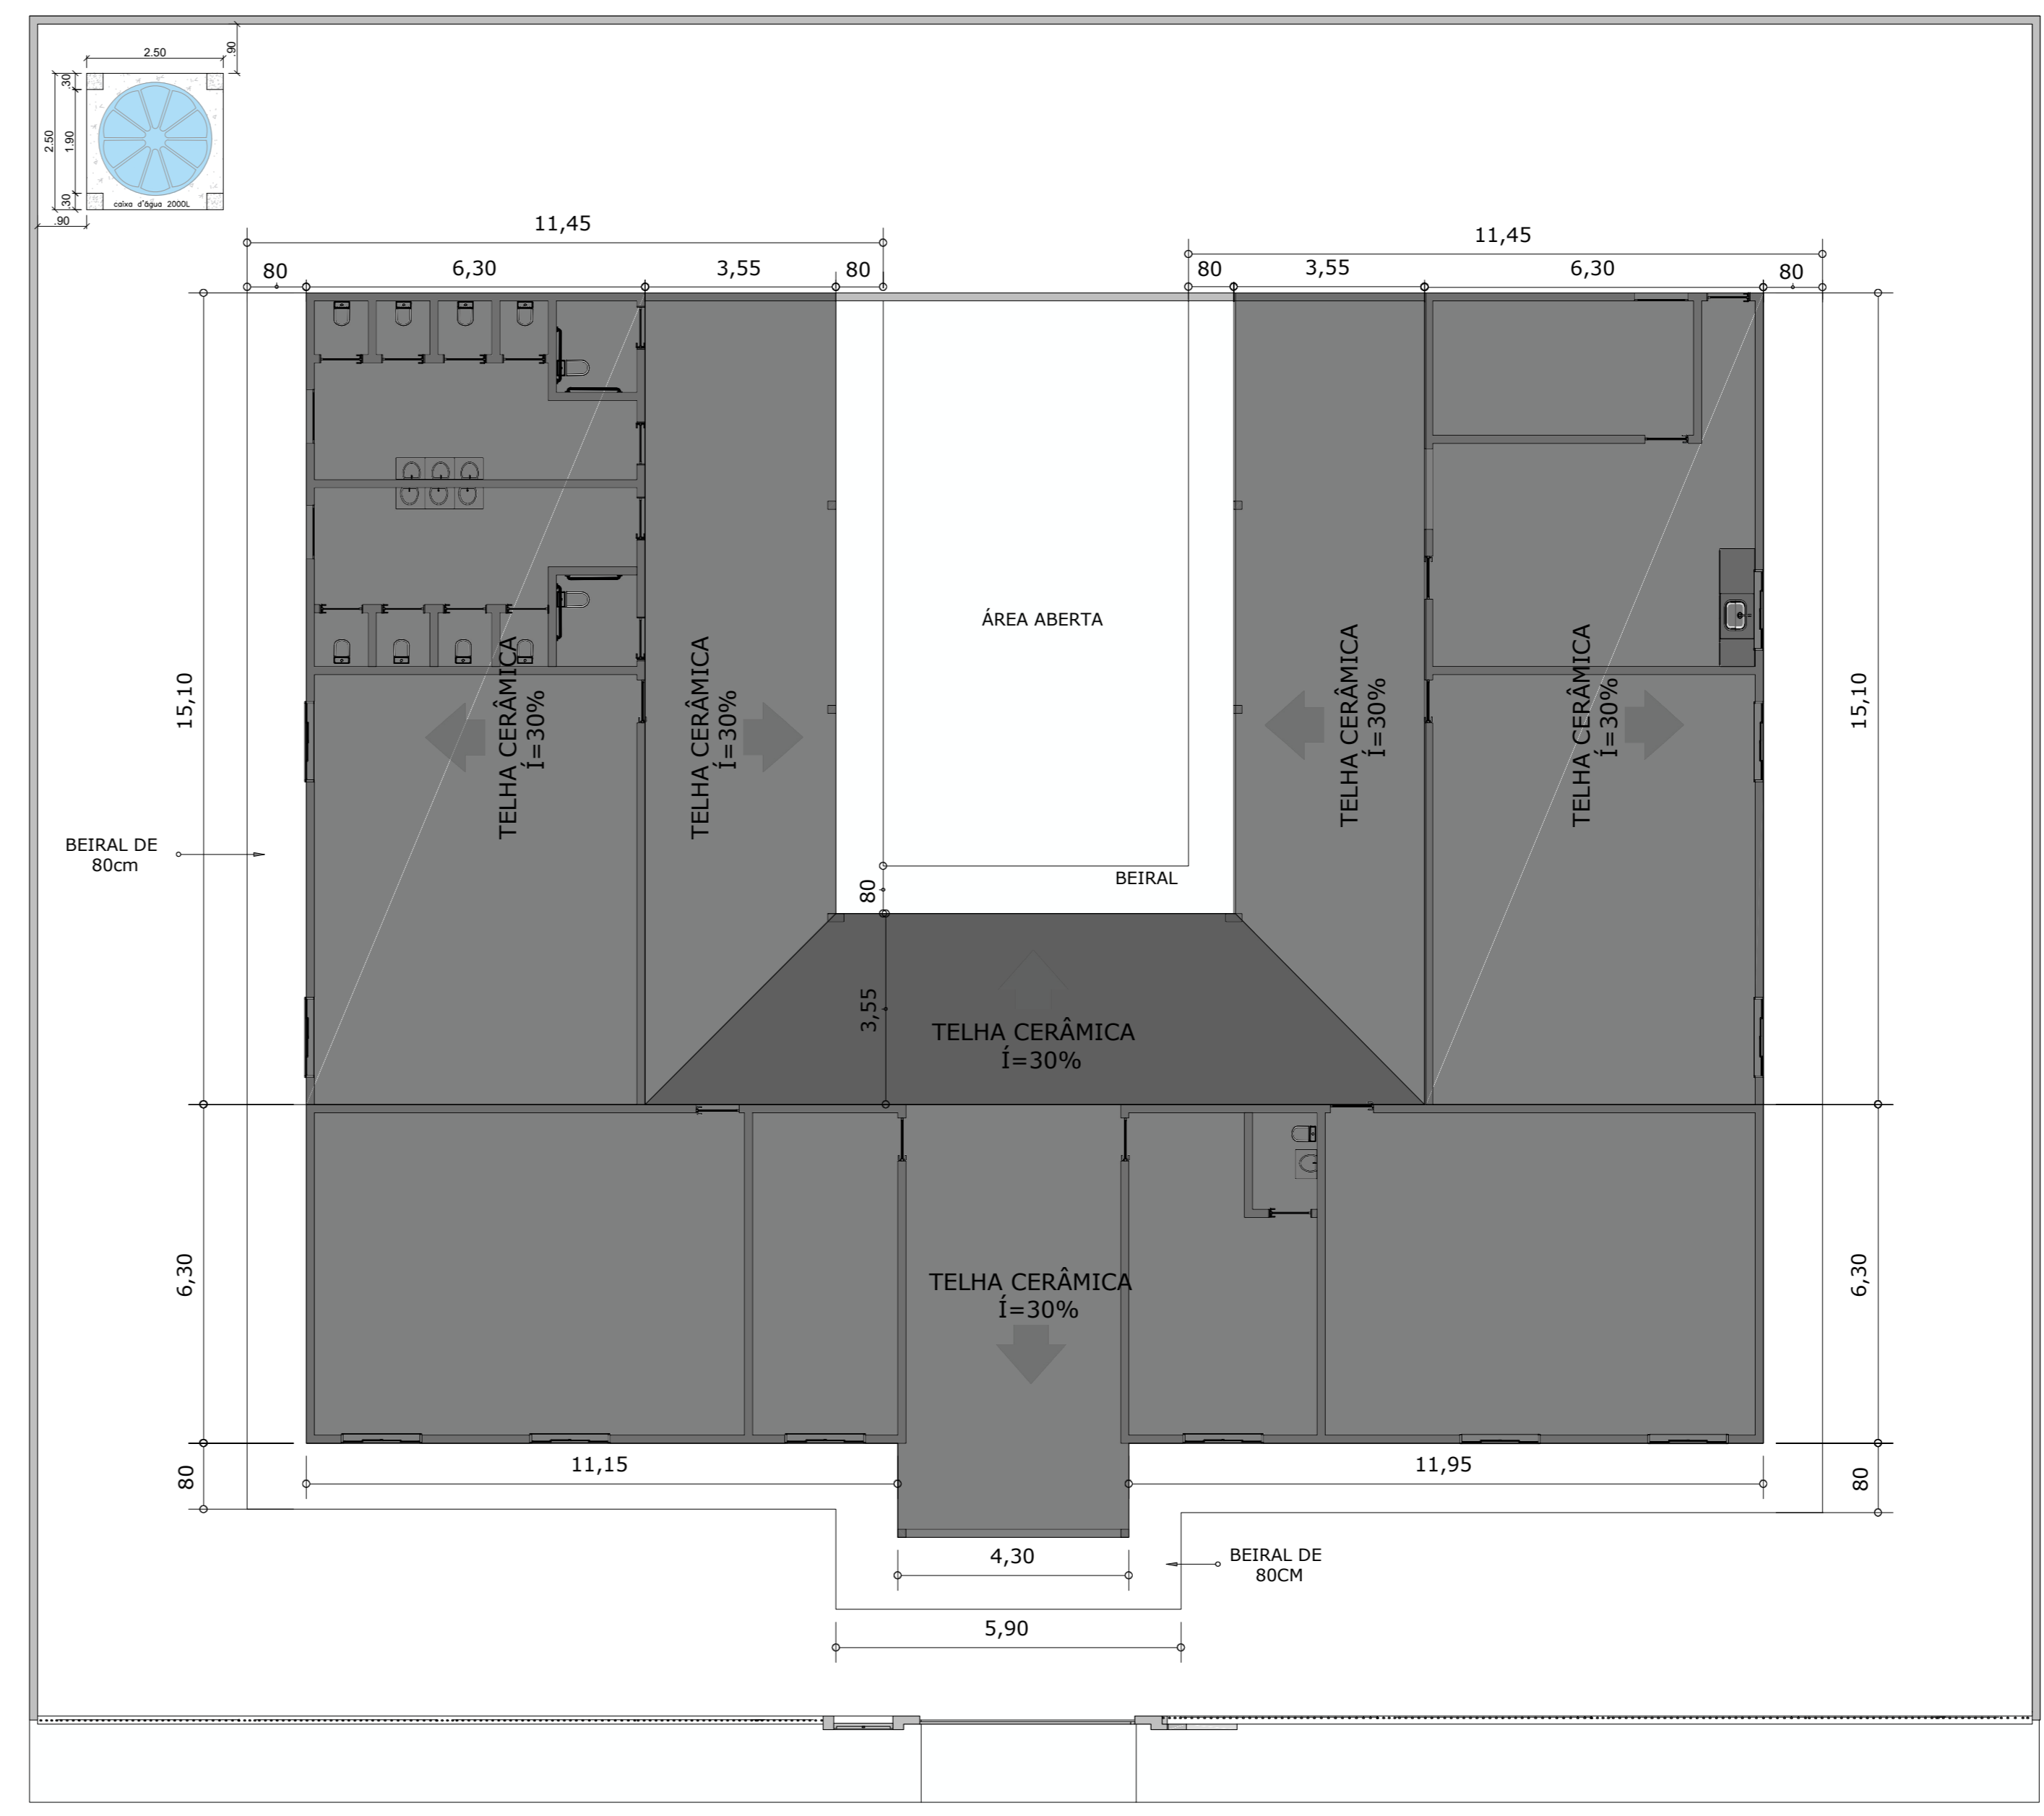 2.50
.90
.30
2.50
1.90
.30
caixa d'água 2000L
.90
11,45
11,45
80
6,30
3,55
80
80
3,55
6,30
80
ÁREA ABERTA
TELHA CERÂMICA
Í=30%
TELHA CERÂMICA
Í=30%
TELHA CERÂMICA
Í=30%
TELHA CERÂMICA
Í=30%
15,10
15,10
BEIRAL DE
80cm
80
BEIRAL
3,55
TELHA CERÂMICA
Í=30%
6,30
TELHA CERÂMICA
Í=30%
6,30
80
11,15
11,95
80
4,30
BEIRAL DE
80CM
5,90